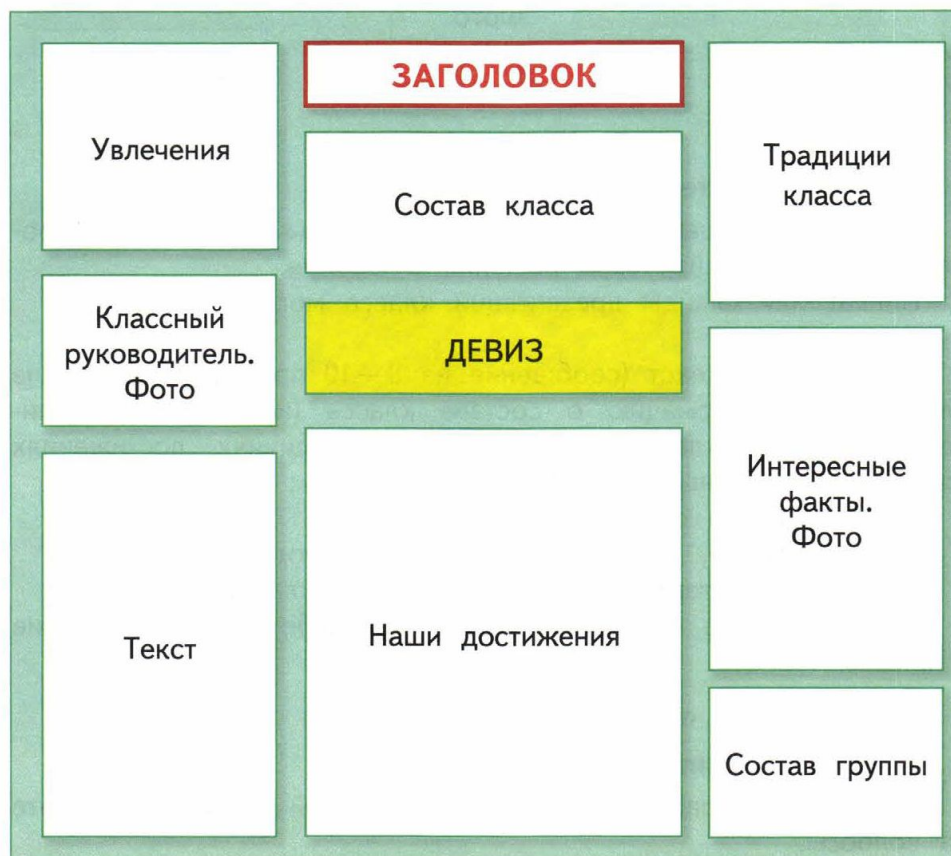 ЗАГОЛОВОК
Увлечения
Состав класса
Традиции
класса
Классный
руководитель.
Фото
ДЕВИЗ
Интересные
факты.
Фото
Текст
Наши достижения
Состав группы